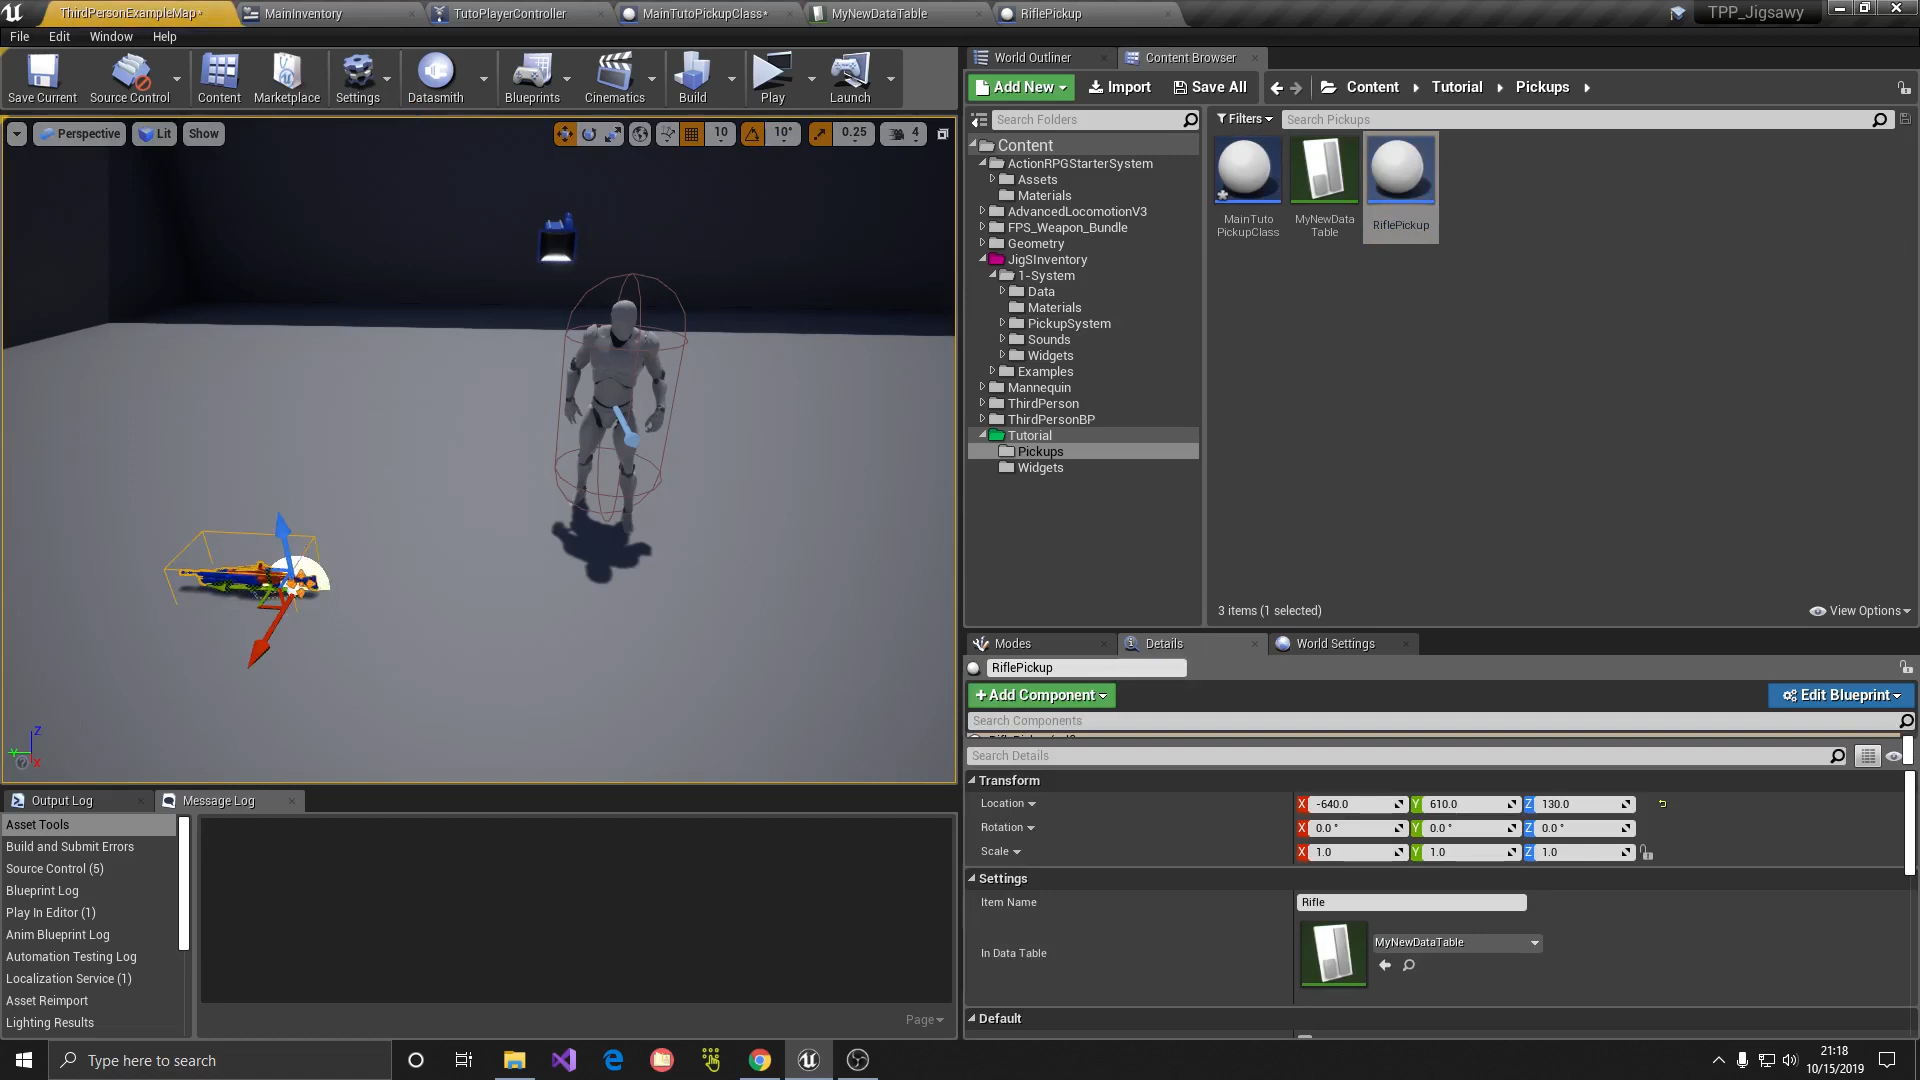 ThirdPersonExampleMap*
MainInventory
TutoPlayerController
MainTutoPickupClass*
MyNewDataTable
RiflePickup
TPP_Jigsawy
File
Edit
Window
Help
Save Current
Source Control
Content
Marketplace
Settings
Datasmith
Blueprints
Cinematics
Build
Play
Launch
Perspective
Lit
Show
10
10°
0.25
4
World Outliner
Content Browser
Add New
Import
Save All
Content
Tutorial
Pickups
Search Folders
Filters
Search Pickups
Content
ActionRPGStarterSystem
Assets
Materials
AdvancedLocomotionV3
FPS_Weapon_Bundle
Geometry
JigSInventory
1-System
Data
Materials
PickupSystem
Sounds
Widgets
Examples
Mannequin
ThirdPerson
ThirdPersonBP
Tutorial
Pickups
Widgets
MainTuto
PickupClass
MyNewData
Table
RiflePickup
3 items (1 selected)
View Options
Modes
Details
World Settings
RiflePickup
+Add Component
Edit Blueprint
Search Components
Search Details
Transform
Location
X -640.0
Y 610.0
Z 130.0
Rotation
X 0.0 °
Y 0.0 °
Z 0.0 °
Scale
X 1.0
Y 1.0
Z 1.0
Settings
Item Name
Rifle
In Data Table
MyNewDataTable
Default
Z
Y
X
Output Log
Message Log
Asset Tools
Build and Submit Errors
Source Control (5)
Blueprint Log
Play In Editor (1)
Anim Blueprint Log
Automation Testing Log
Localization Service (1)
Asset Reimport
Lighting Results
Page
Type here to search
21:18
10/15/2019